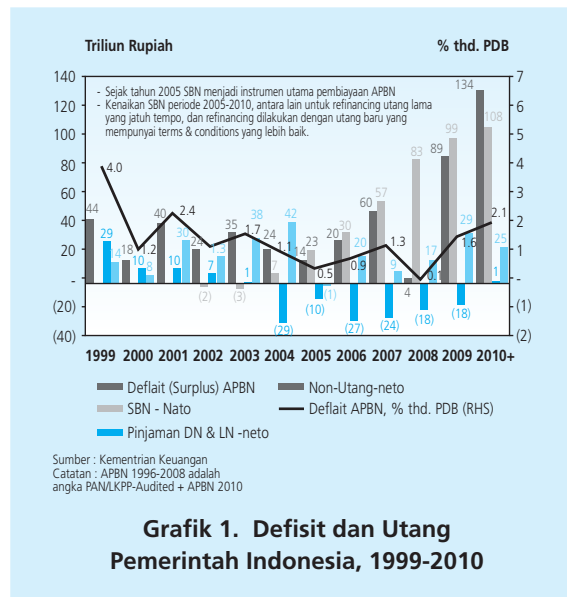 Triliun Rupiah % thd. PDB
140 7
- Sejak tahun 2005 SBN menjadi instrumen utama pembiayaan APBN
- Kenaikan SBN periode 2005-2010, antara lain untuk refinancing utang lama
yang jatuh tempo, dan refinancing dilakukan dengan utang baru yang
mempunyai terms & conditions yang lebih baik.
120 6
100 5
80 4
60 3
40 2
20 1
- -
(20) (1)
(40) (2)
44 29 14 4.0
18 10 8 1.2
40 10 30 2.4
24 (2) 7 1.3
35 (3) 1 38 1.7
24 7 (29) 42 1.1
14 23 (10) (1) 0.5
20 30 (27) 20 0.9
60 57 (24) 9 1.3
4 83 (18) 17 0.1
89 99 (18) 29 1.6
134 108 1 25 2.1
1999 2000 2001 2002 2003 2004 2005 2006 2007 2008 2009 2010+
Deflait (Surplus) APBN Non-Utang-neto
SBN - Nato Deflait APBN, % thd. PDB (RHS)
Pinjaman DN & LN -neto
Sumber : Kementrian Keuangan
Catatan : APBN 1996-2008 adalah
angka PAN/LKPP-Audited + APBN 2010
Grafik 1. Defisit dan Utang
Pemerintah Indonesia, 1999-2010